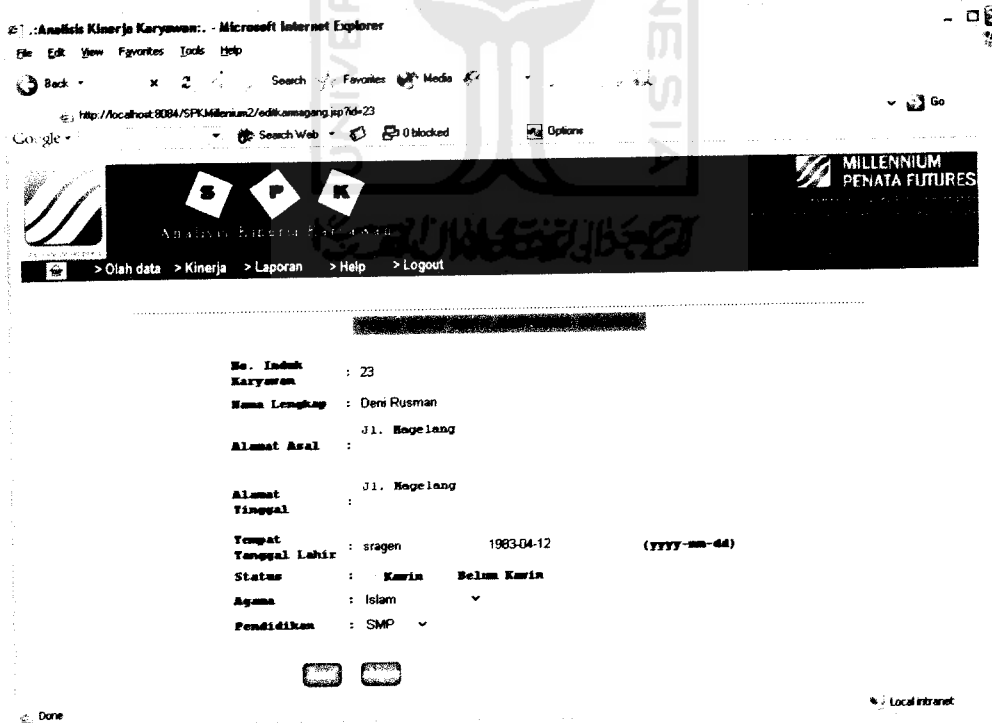 .:Analisis Kinerja Karyawan:. - Microsoft Internet Explorer
File Edit View Favorites Tools Help
Back Search Favorites Media
http://localhost:8084/SPKMillenium2/editkarmagang.jsp?id=23
Go
Google Search Web 0 blocked Options
S P K
MILLENNIUM
PENATA FUTURES
Analisis Kinerja Karyawan
> Olah data > Kinerja > Laporan > Help > Logout
No. Induk
Karyawan : 23
Nama Lengkap : Deni Rusman
Jl. Magelang
Alamat Asal :
Jl. Magelang
Alamat
Tinggal :
Tempat
Tanggal Lahir : sragen 1983-04-12 (yyyy-mm-dd)
Status : Kawin Belum Kawin
Agama : Islam
Pendidikan : SMP
Done
Local intranet